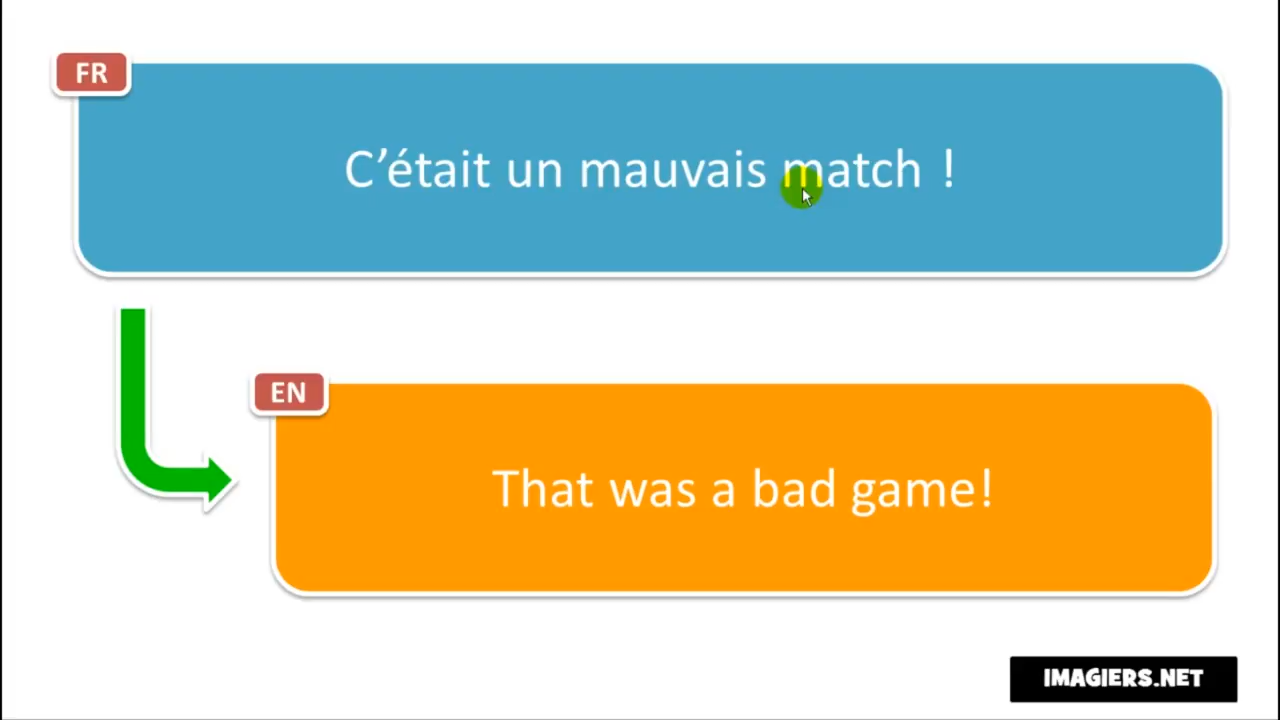 FR
C’était un mauvais match !
EN
That was a bad game!
IMAGIERS.NET